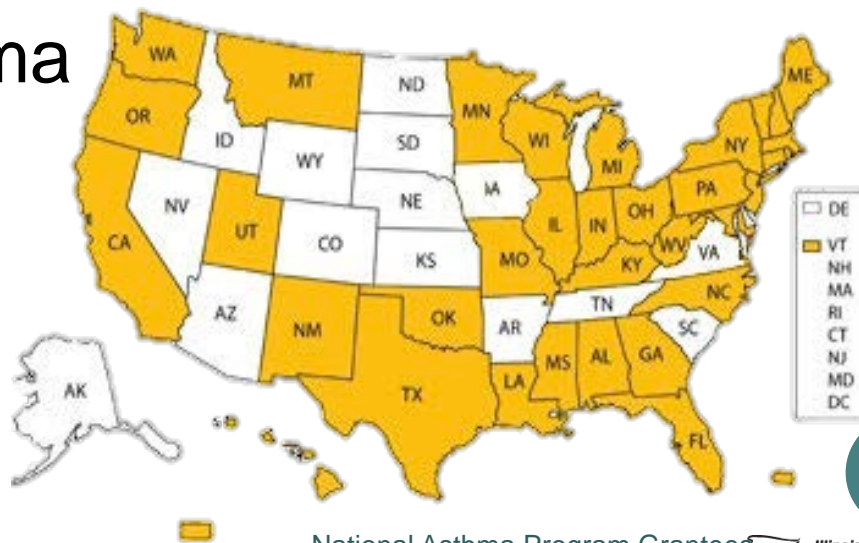 ma
WA
MT
ND
MN
ME
OR
ID
SD
WI
NY
WY
MI
IA
PA
NV
NE
OH
IL
IN
UT
CO
WV
VA
CA
KS
MO
KY
NC
AZ
OK
TN
NM
AR
SC
MS
AL
GA
TX
LA
AK
FL
DE
VT
NH
MA
RI
CT
NJ
MD
DC
National Asthma Program Grantees